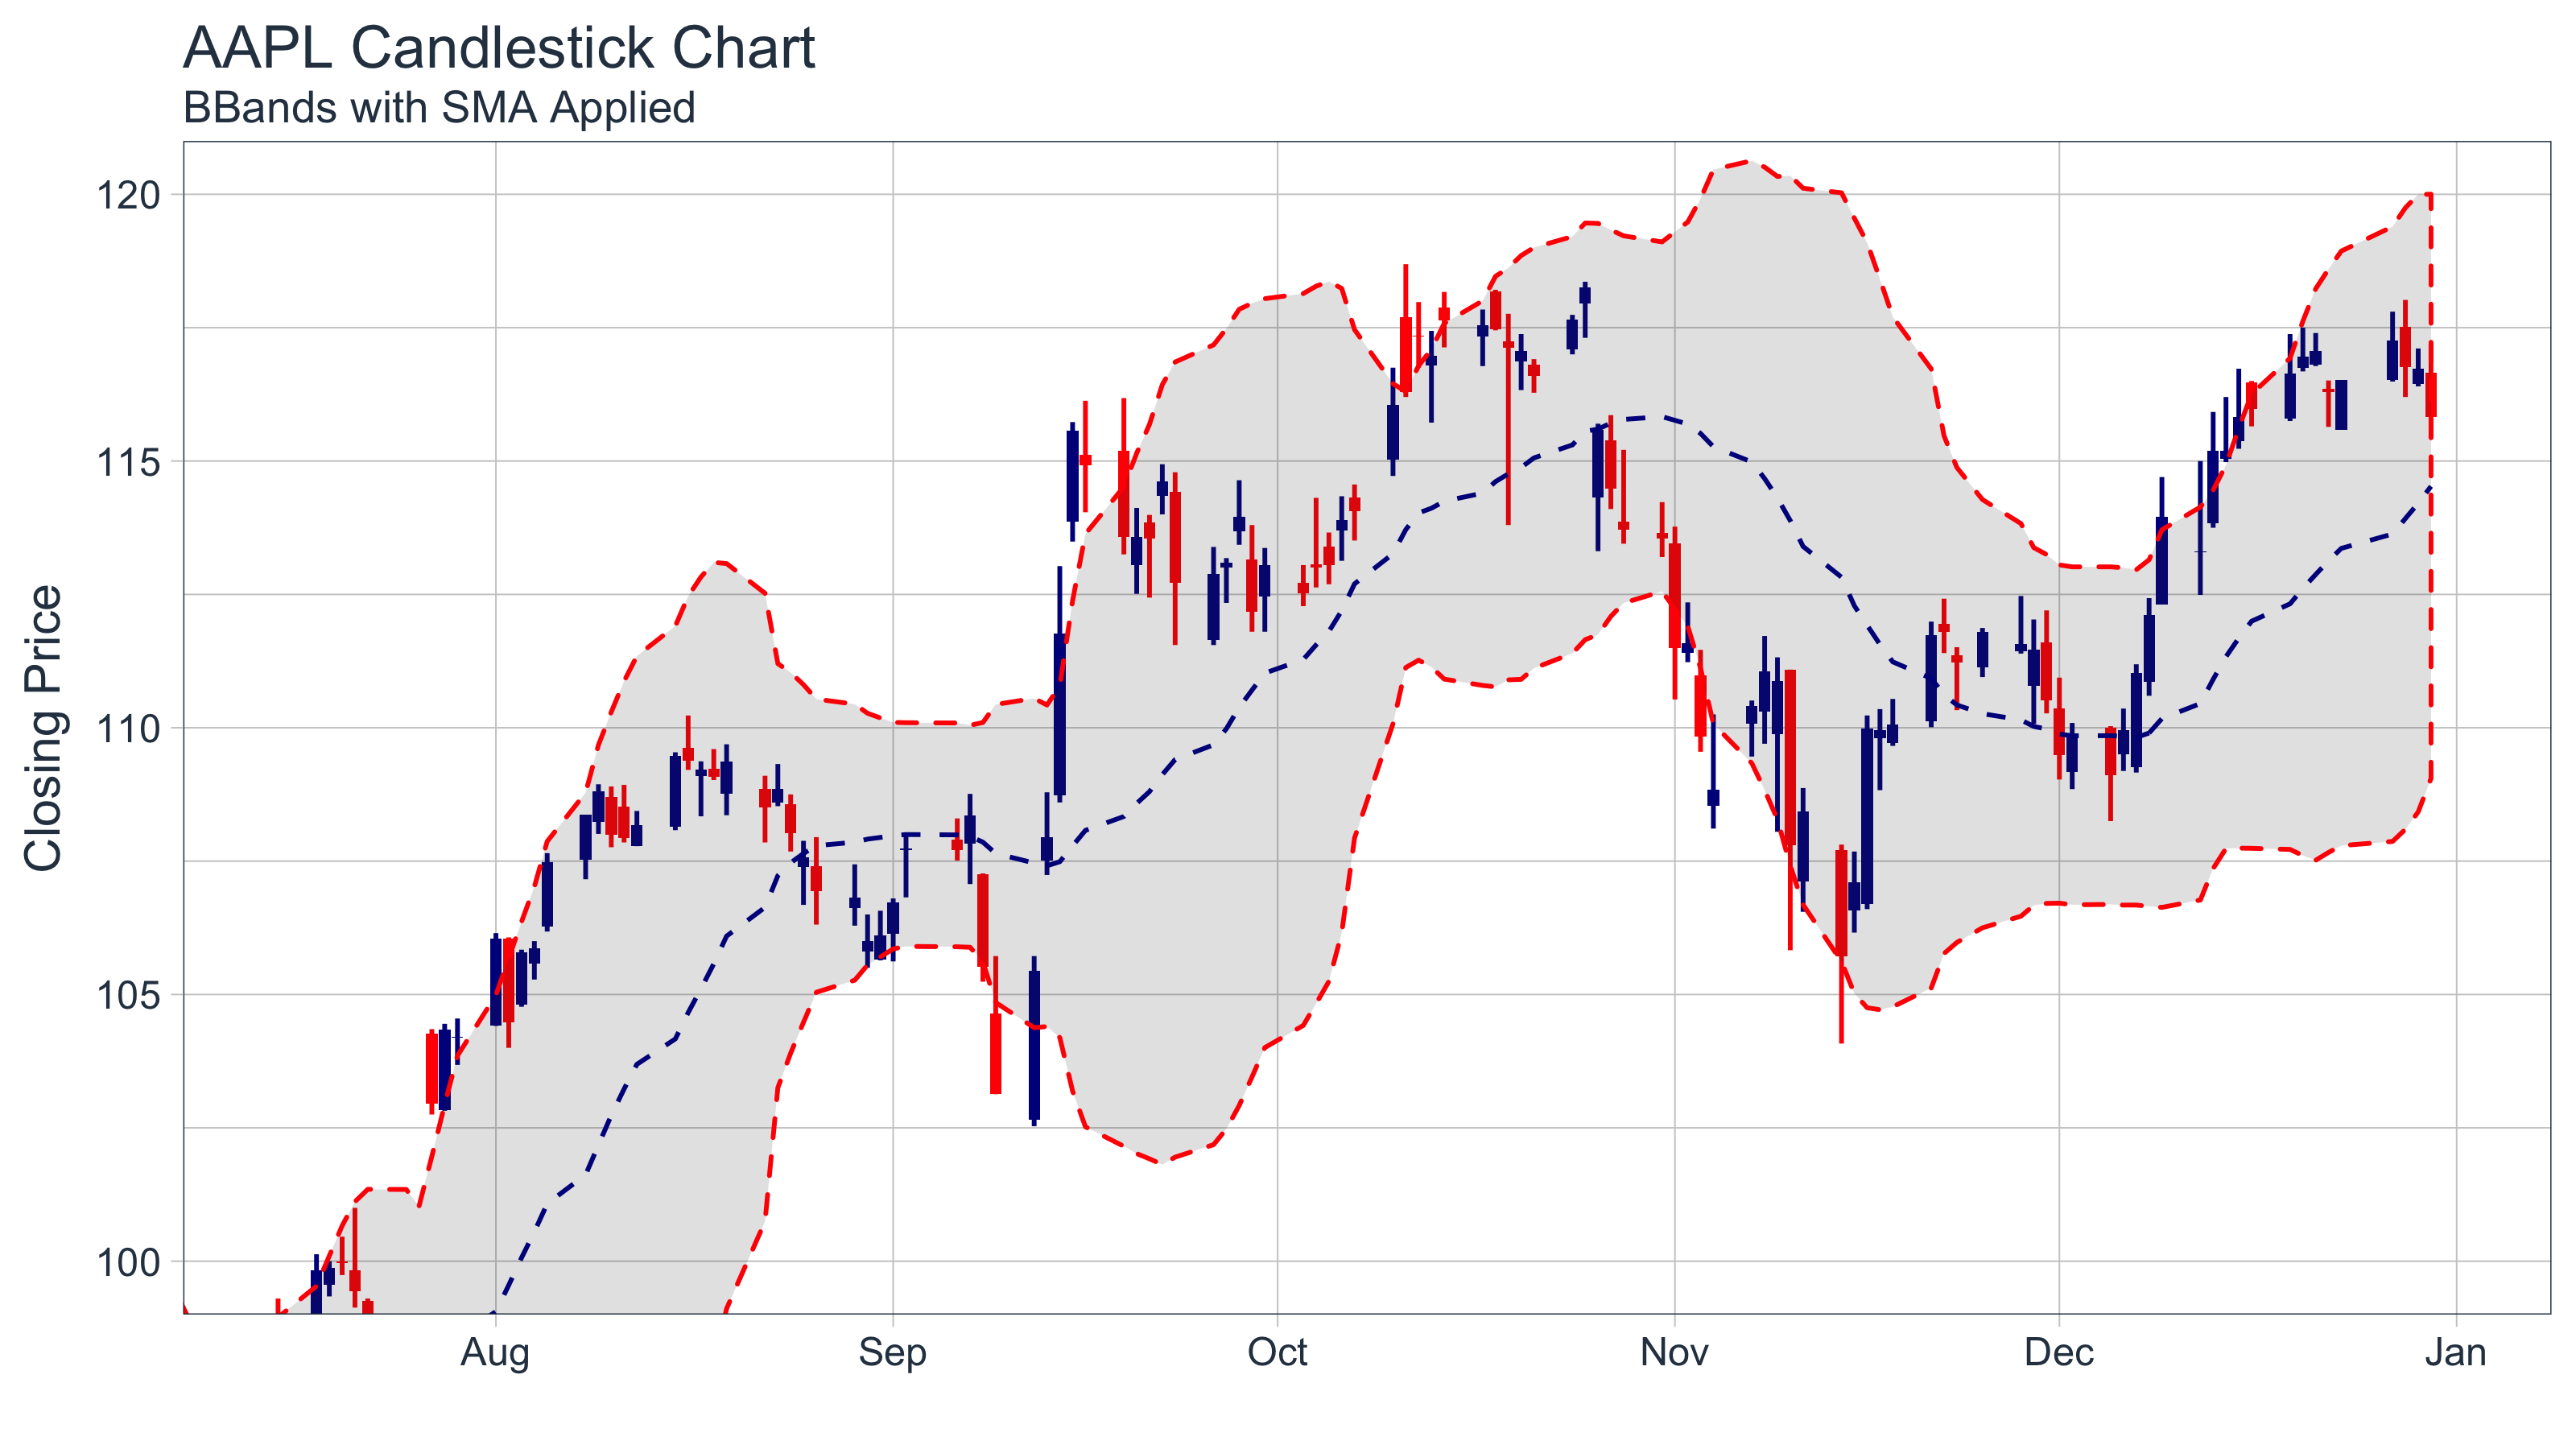 AAPL Candlestick Chart
BBands with SMA Applied
Closing Price
120
115
110
105
100
Aug Sep Oct Nov Dec Jan